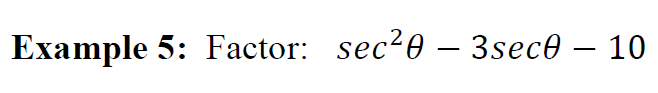 Example 5: Factor: sec²θ – 3secθ – 10